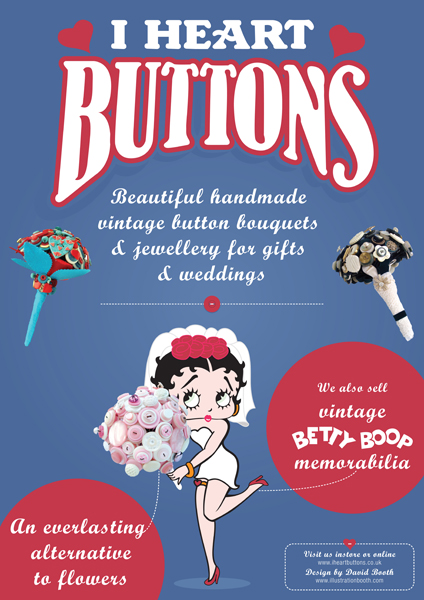 I HEART
BUTTONS
Beautiful handmade
vintage button bouquets
& jewellery for gifts
& weddings
We also sell
vintage
BETTY BOOP
memorabilia
An everlasting
alternative
to flowers
Visit us instore or online
www.iheartbuttons.co.uk
Design by David Booth
www.illustrationbooth.com